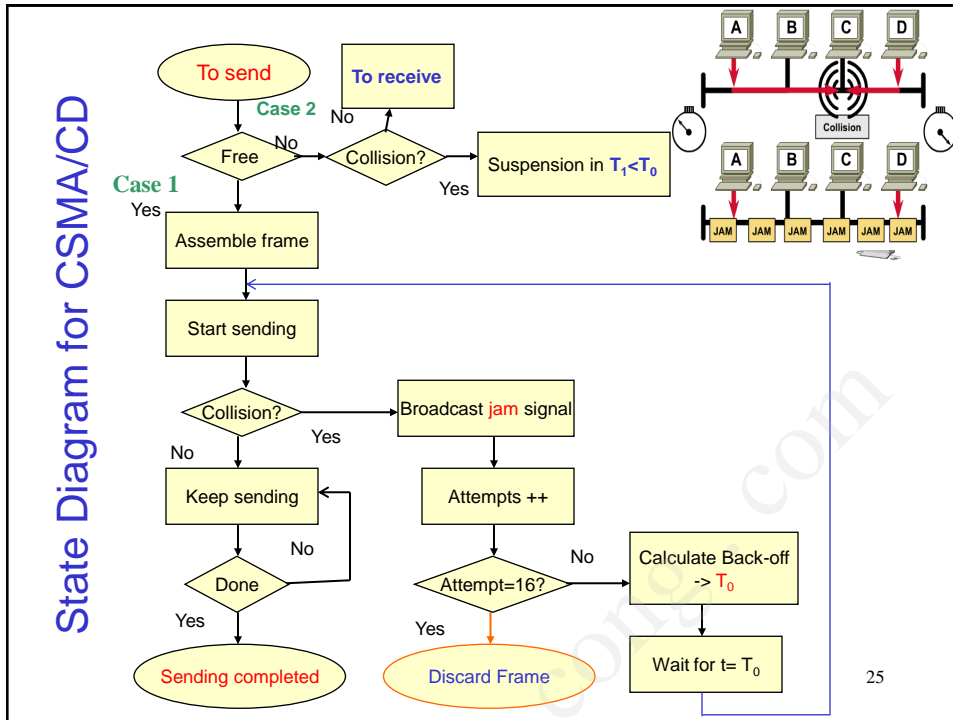 State Diagram for CSMA/CD
To send
Case 2
No
To receive
No
Free
Collision?
Yes
Suspension in T1<T0
Case 1
Yes
Assemble frame
Start sending
Collision?
Yes
Broadcast jam signal
No
Keep sending
Attempts ++
No
Done
Yes
Attempt=16?
No
Calculate Back-off
-> T0
Yes
Sending completed
Discard Frame
Wait for t= T0
25
A B C D
Collision
A B C D
JAM JAM JAM JAM JAM JAM
cong . com